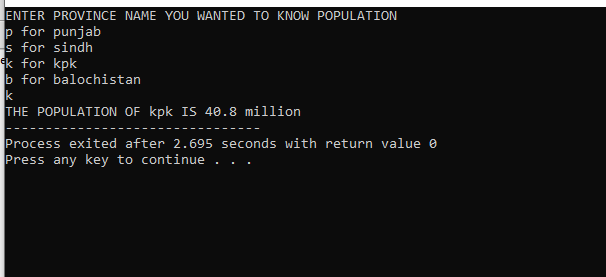 ENTER PROVINCE NAME YOU WANTED TO KNOW POPULATION
p for punjab
s for sindh
k for kpk
b for balochistan
k
THE POPULATION OF kpk IS 40.8 million
--------------------------------
Process exited after 2.695 seconds with return value 0
Press any key to continue . . .